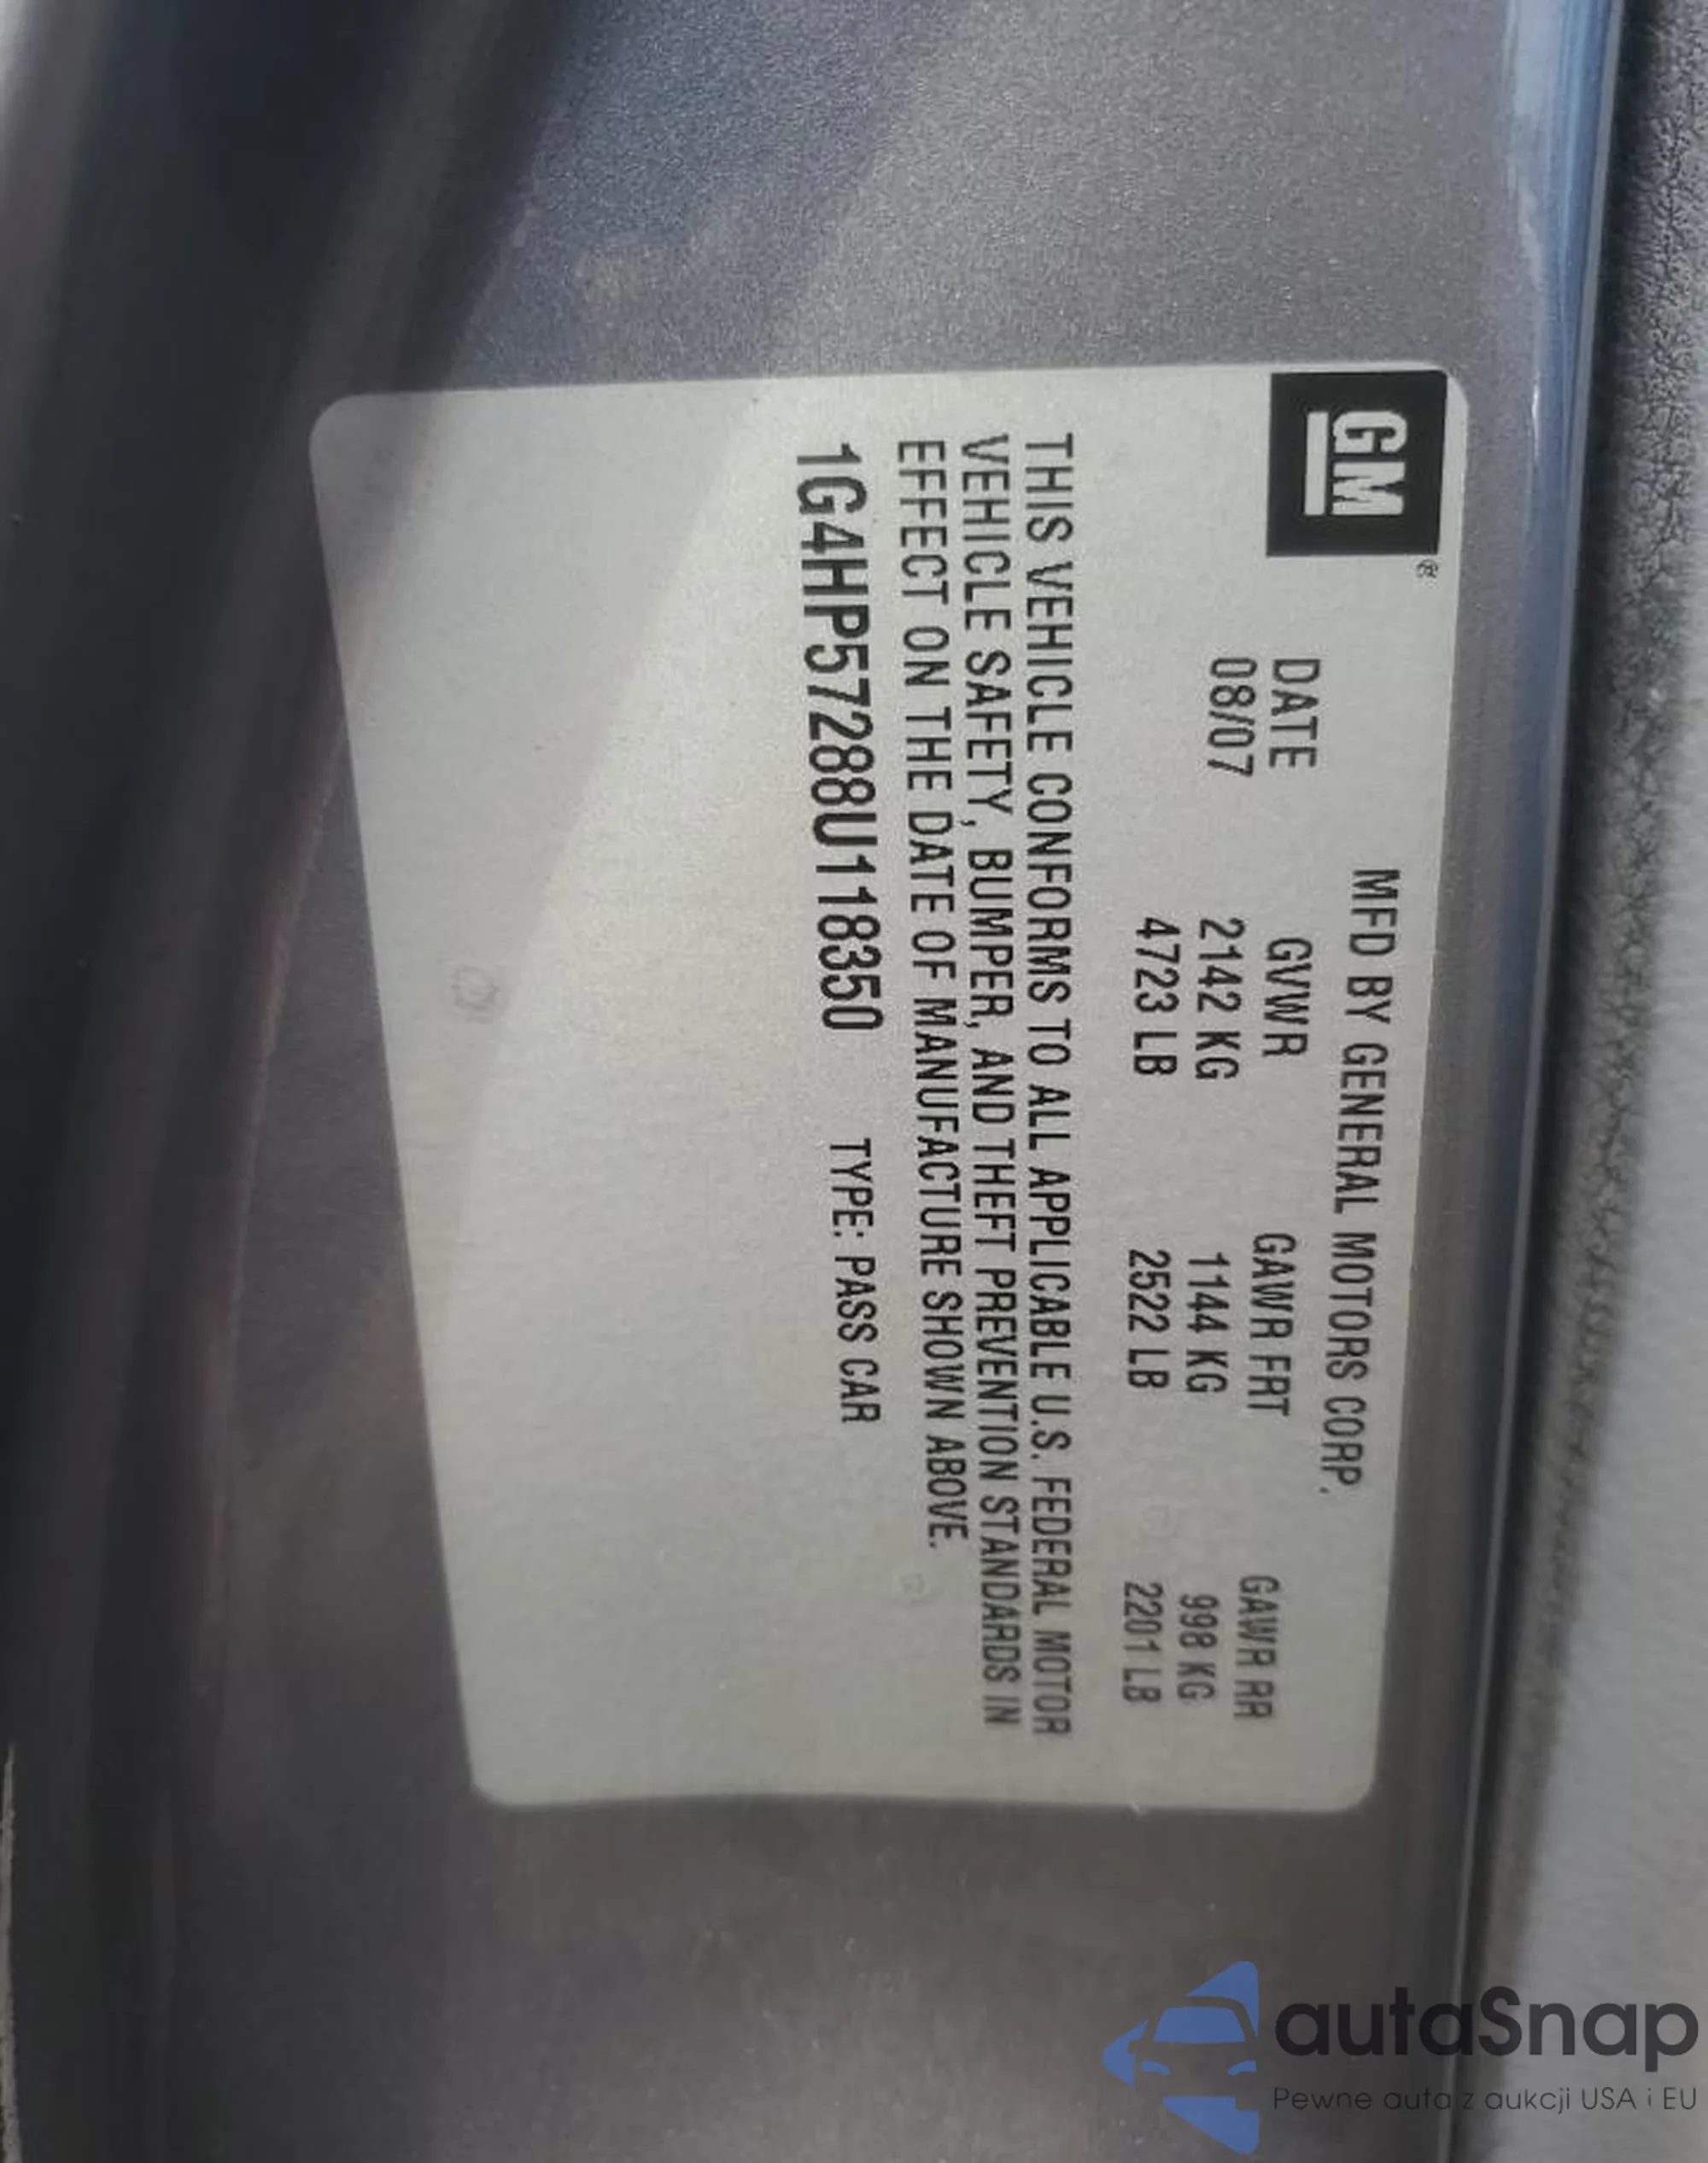 GM®
MFD BY GENERAL MOTORS CORP.
DATE GVWR GAWR FRT GAWR RR
08/07 2142 KG 1144 KG 998 KG
4723 LB 2522 LB 2201 LB
THIS VEHICLE CONFORMS TO ALL APPLICABLE U.S. FEDERAL MOTOR
VEHICLE SAFETY, BUMPER, AND THEFT PREVENTION STANDARDS IN
EFFECT ON THE DATE OF MANUFACTURE SHOWN ABOVE.
1G4HP57288U118350 TYPE: PASS CAR
autaSnap
Pewne auta z aukcji USA i EU